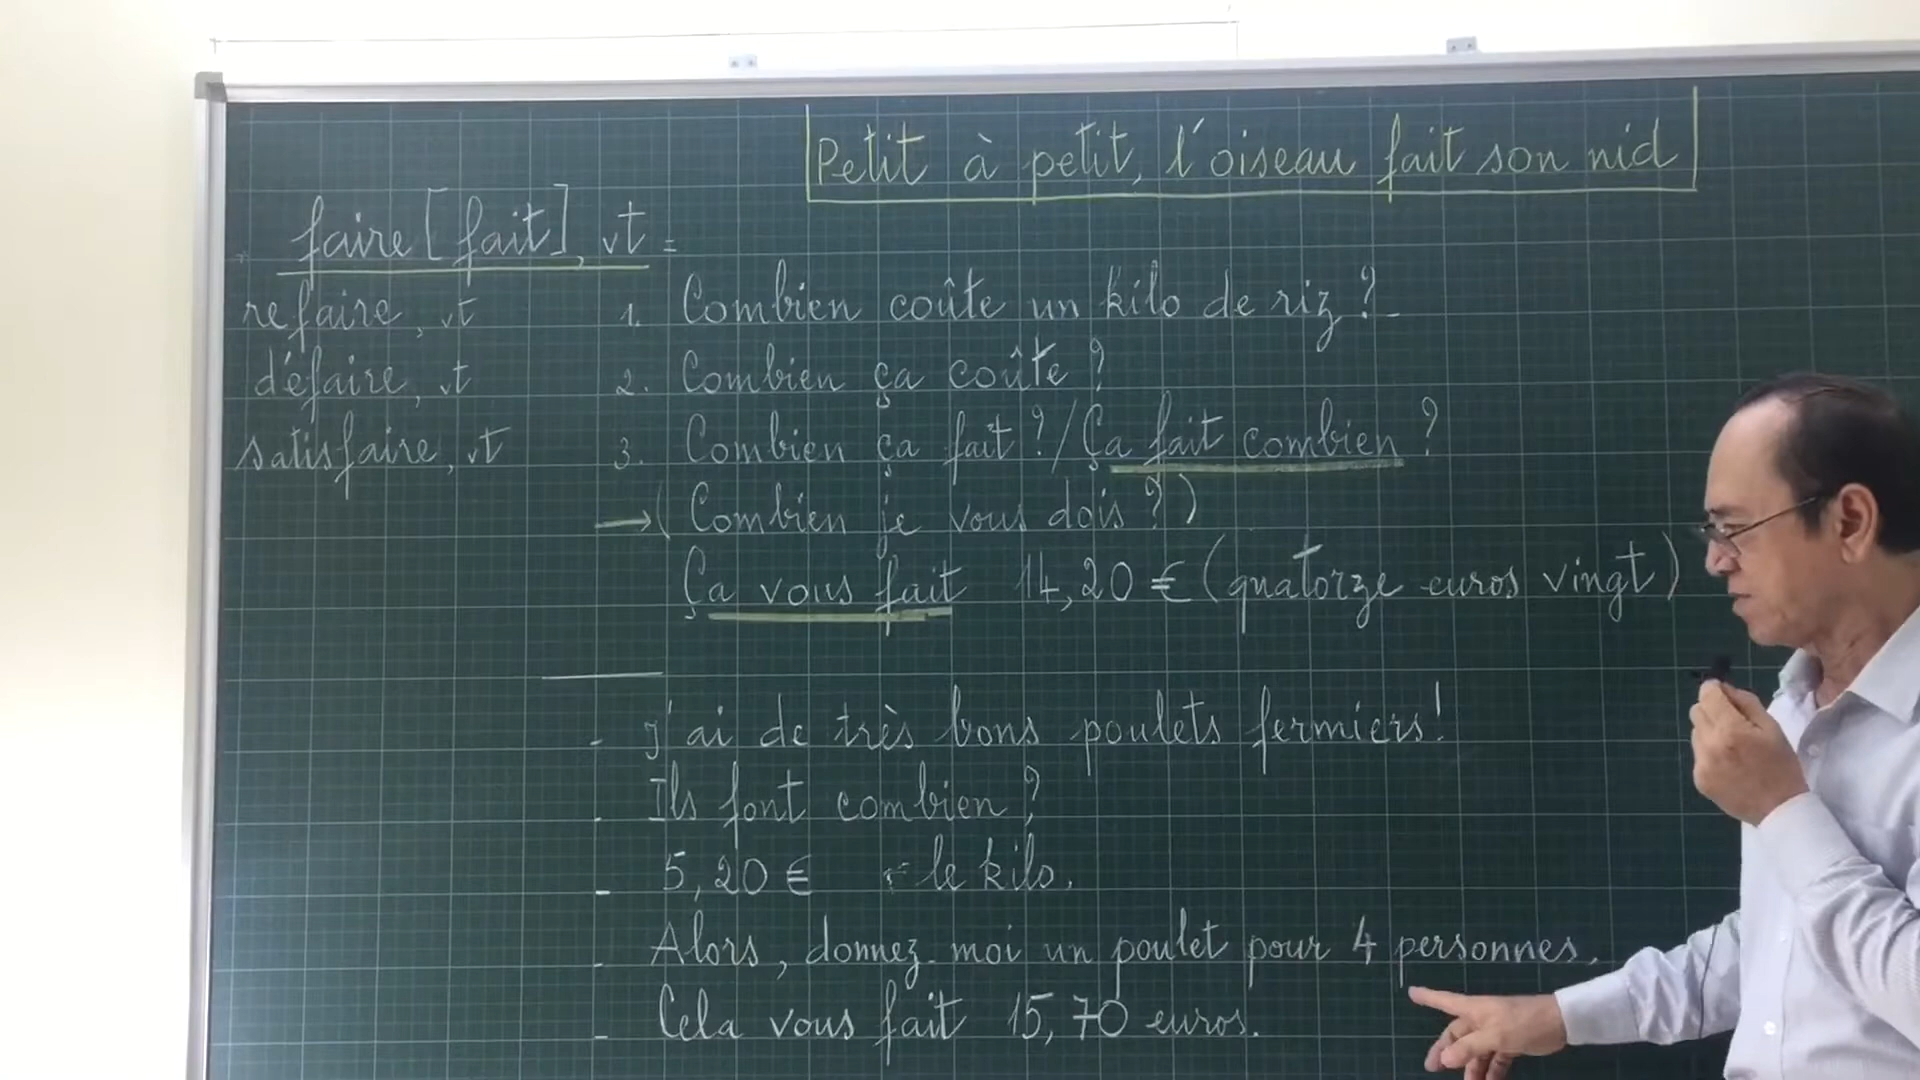 Petit à petit, l'oiseau fait son nid
faire [fait], vt =
refaire, vt
défaire, vt
satisfaire, vt
1. Combien coûte un kilo de riz ?
2. Combien ça coûte ?
3. Combien ça fait ? / Ça fait combien ?
→ ( Combien je vous dois ? )
Ça vous fait 14,20 € ( quatorze euros vingt )
- J'ai de très bons poulets fermiers !
- Ils font combien ?
- 5,20 € le kilo.
- Alors, donnez-moi un poulet pour 4 personnes.
- Cela vous fait 15,70 euros.